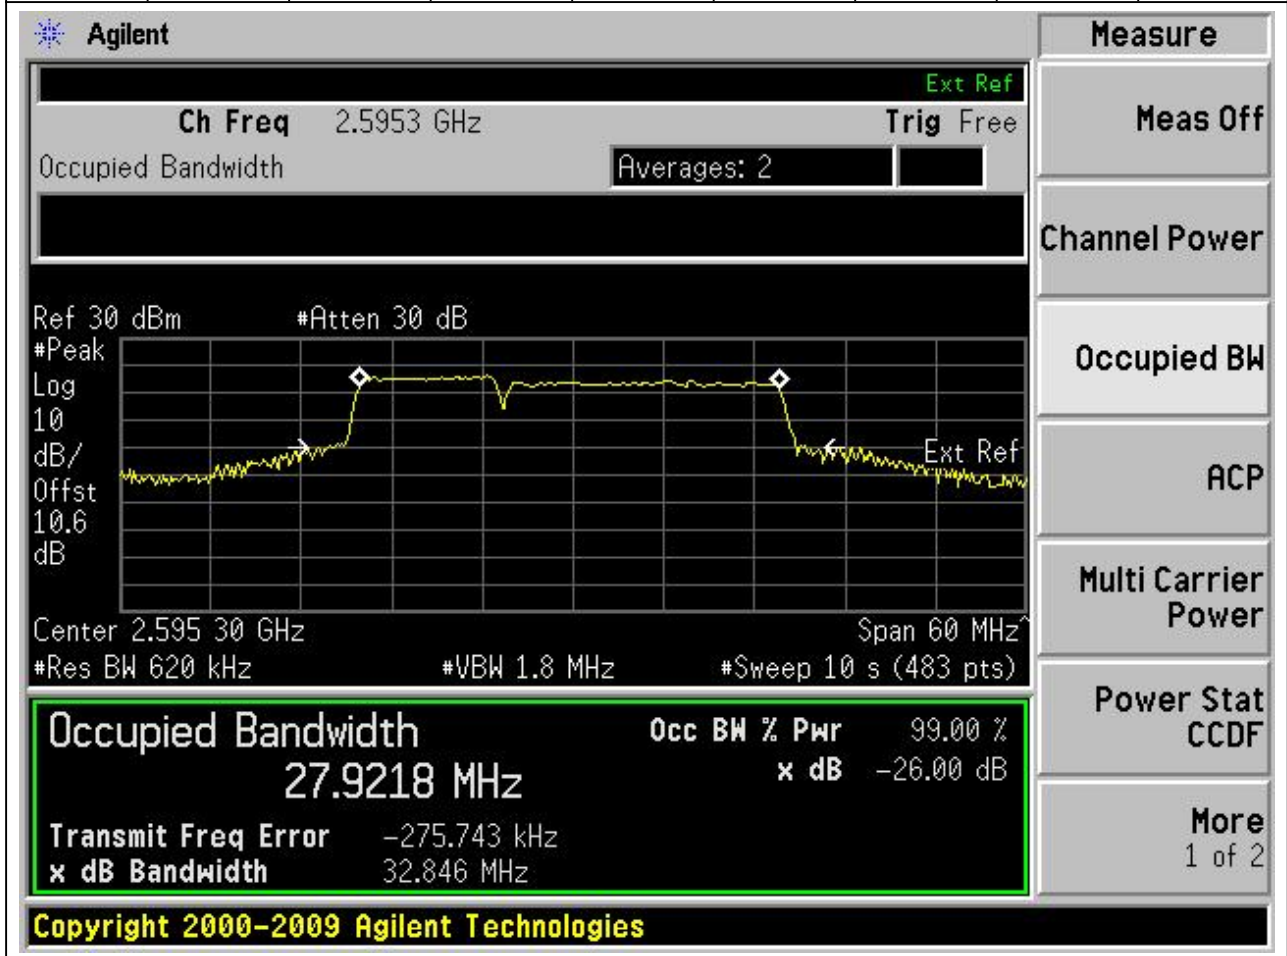 Agilent
Measure
Ext Ref
Ch Freq 2.5953 GHz Trig Free
Meas Off
Occupied Bandwidth Averages: 2
Channel Power
Ref 30 dBm #Atten 30 dB
#Peak
Log
10
dB/
Offst
10.6
dB
Ext Ref
Occupied BW
ACP
Center 2.595 30 GHz Span 60 MHz^
#Res BW 620 kHz #VBW 1.8 MHz #Sweep 10 s (483 pts)
Multi Carrier
Power
Occupied Bandwidth Occ BW % Pwr 99.00 %
27.9218 MHz x dB -26.00 dB
Power Stat
CCDF
Transmit Freq Error -275.743 kHz
x dB Bandwidth 32.846 MHz
More
1 of 2
Copyright 2000-2009 Agilent Technologies